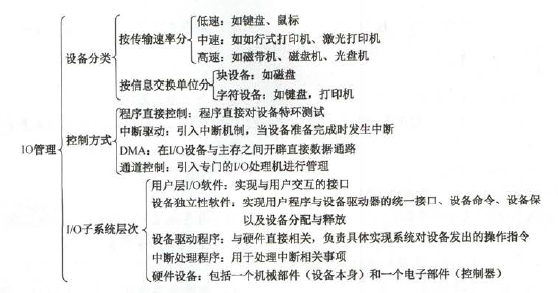 低速：如键盘、鼠标
按传输速率分
中速：如如行式打印机、激光打印机
设备分类
高速：如磁带机、磁盘机、光盘机
按信息交换单位分
块设备：如磁盘
字符设备：如键盘，打印机
程序直接控制：程序直接对设备特环测试
中断驱动：引入中断机制，当设备准备完成时发生中断
IO管理
控制方式
DMA：在I/O设备与主存之间开辟直接数据通路
通道控制：引入专门的I/O处理机进行管理
用户层I/O软件：实现与用户交互的接口
设备独立性软件：实现用户程序与设备驱动器的统一接口、设备命令、设备保
以及设备分配与释放
I/O子系统层次
设备驱动程序：与硬件直接相关，负责具体实现系统对设备发出的操作指令
中断处理程序：用于处理中断相关事项
硬件设备：包括一个机械部件（设备本身）和一个电子部件（控制器）